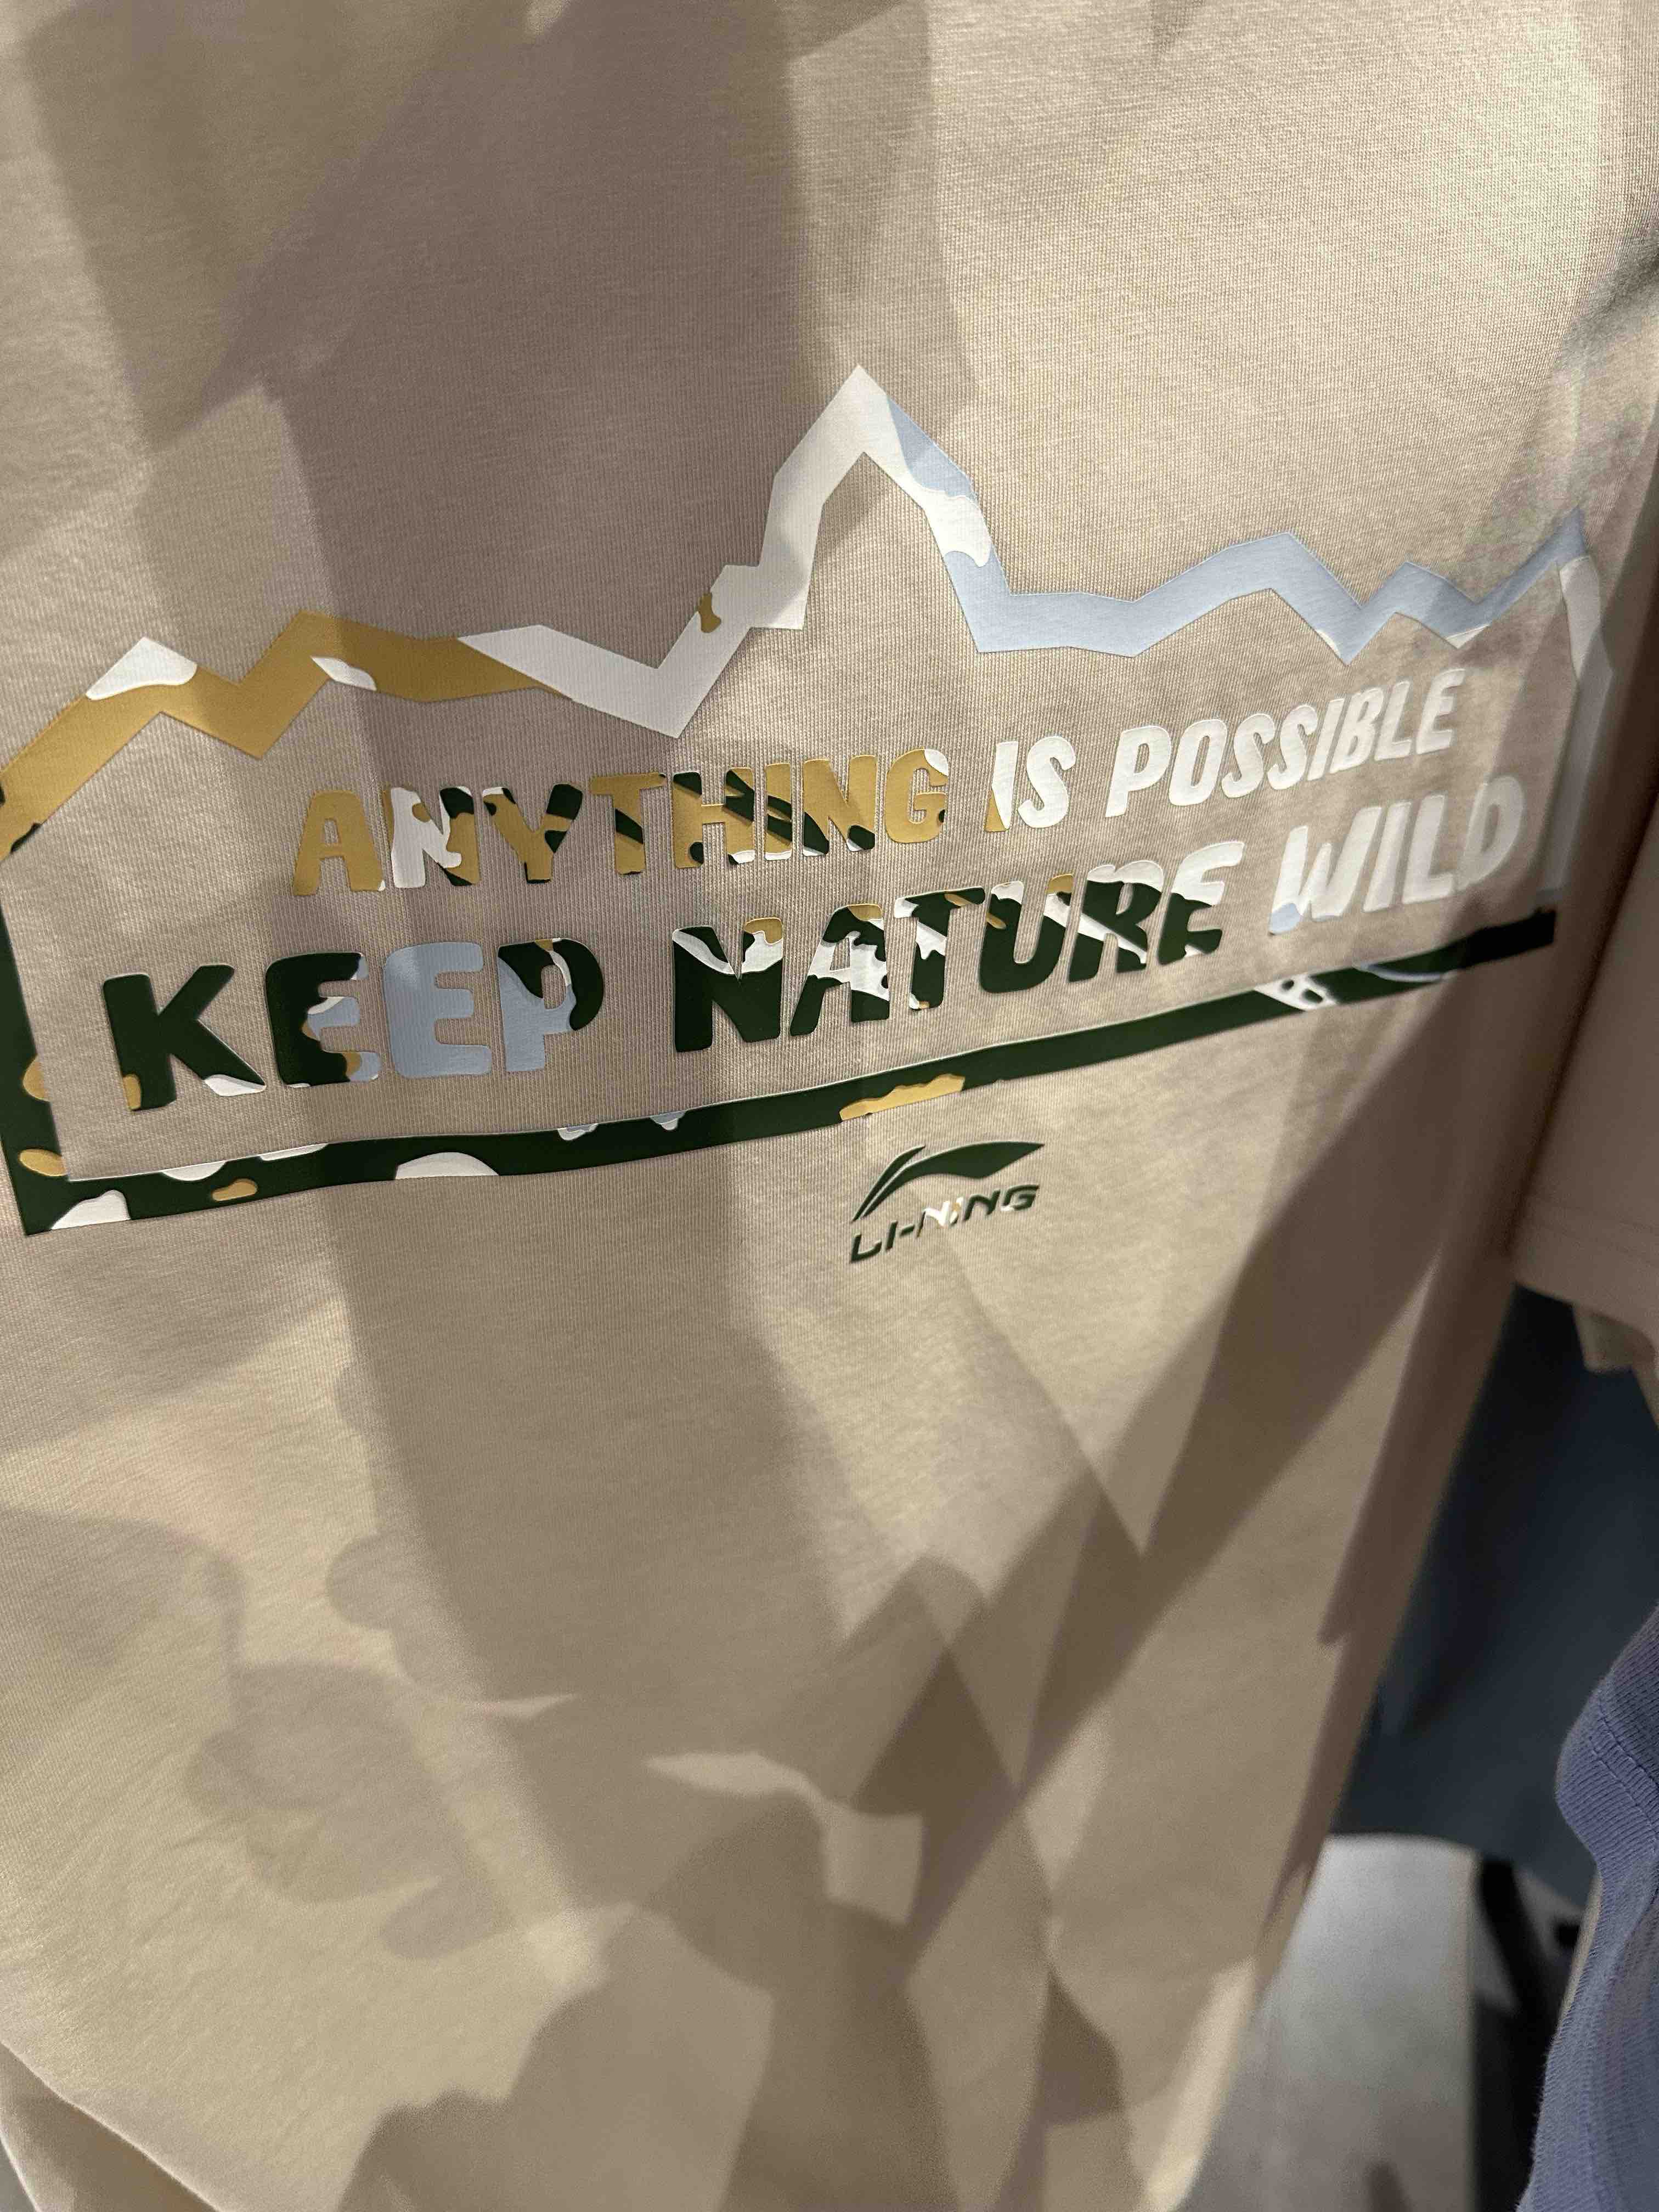 ANYTHING IS POSSIBLE
KEEP NATURE WILD
LI-NING